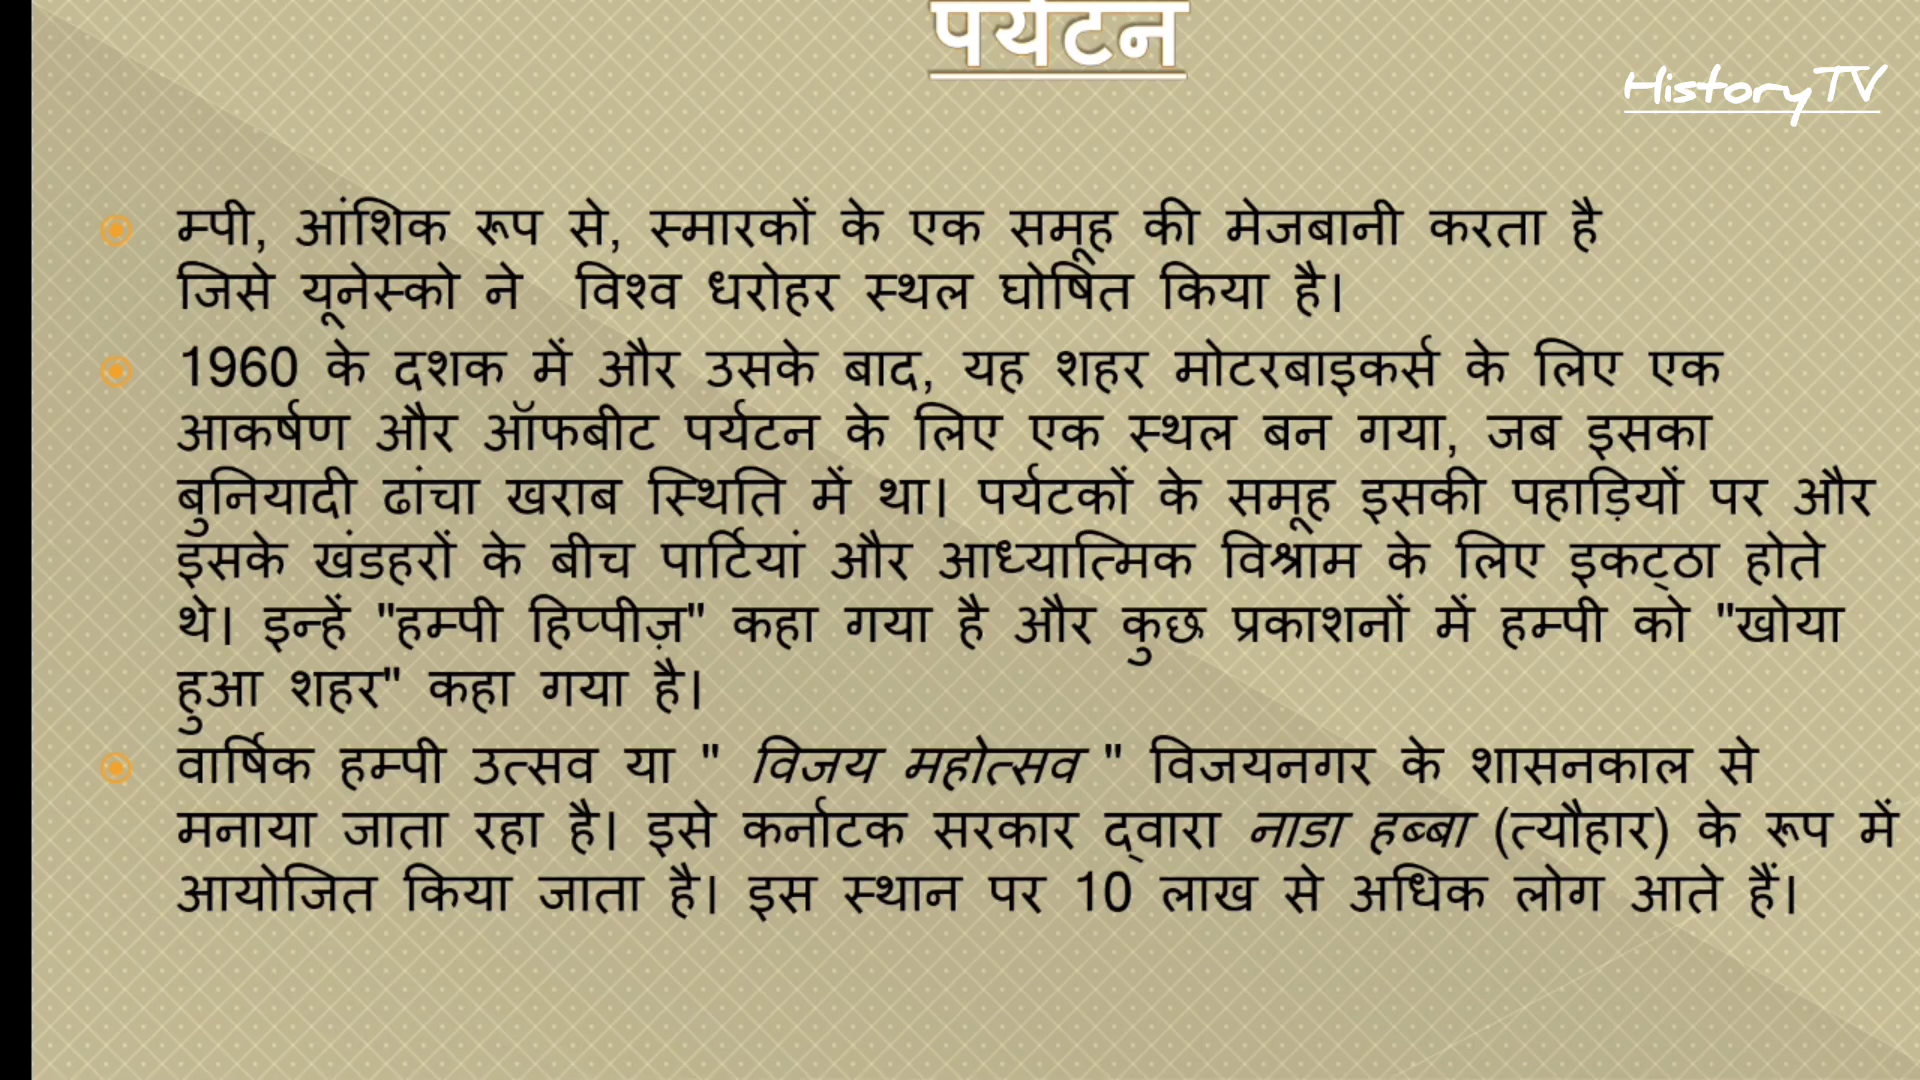 पर्यटन
HistoryTV
म्पी, आंशिक रूप से, स्मारकों के एक समूह की मेजबानी करता है
जिसे यूनेस्को ने विश्व धरोहर स्थल घोषित किया है।
1960 के दशक में और उसके बाद, यह शहर मोटरबाइकर्स के लिए एक
आकर्षण और ऑफबीट पर्यटन के लिए एक स्थल बन गया, जब इसका
बुनियादी ढांचा खराब स्थिति में था। पर्यटकों के समूह इसकी पहाड़ियों पर और
इसके खंडहरों के बीच पार्टियां और आध्यात्मिक विश्राम के लिए इकट्ठा होते
थे। इन्हें "हम्पी हिप्पीज़" कहा गया है और कुछ प्रकाशनों में हम्पी को "खोया
हुआ शहर" कहा गया है।
वार्षिक हम्पी उत्सव या " विजय महोत्सव " विजयनगर के शासनकाल से
मनाया जाता रहा है। इसे कर्नाटक सरकार द्वारा नाडा हब्बा (त्यौहार) के रूप में
आयोजित किया जाता है। इस स्थान पर 10 लाख से अधिक लोग आते हैं।